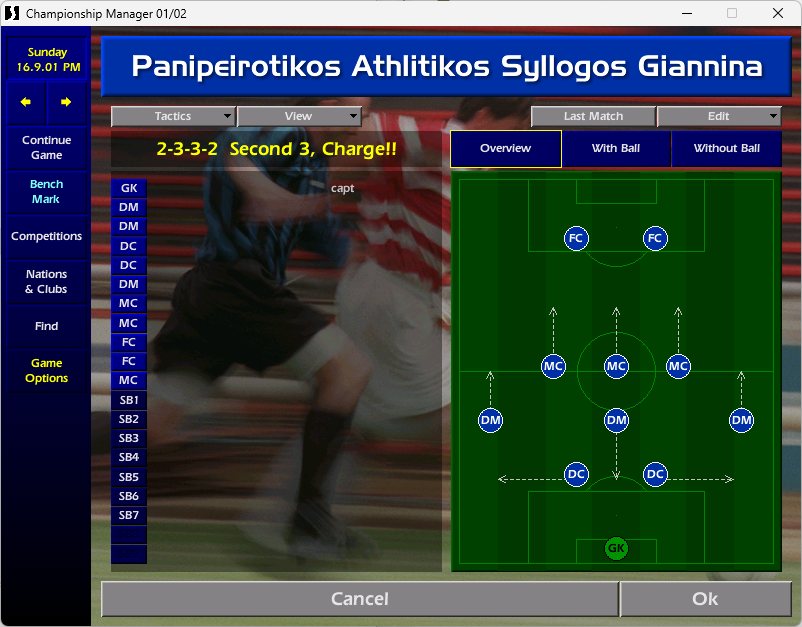 Championship Manager 01/02
Sunday
16.9.01 PM
Panipeirotikos Athlitikos Syllogos Giannina
Continue
Game
Bench
Mark
Competitions
Nations
& Clubs
Find
Game
Options
Tactics
View
Last Match
Edit
2-3-3-2 Second 3, Charge!!
Overview
With Ball
Without Ball
GK
capt
DM
DM
DC
DC
DM
MC
MC
FC
FC
MC
SB1
SB2
SB3
SB4
SB5
SB6
SB7
FC FC
MC MC MC
DM DM DM
DC DC
GK
Cancel
Ok